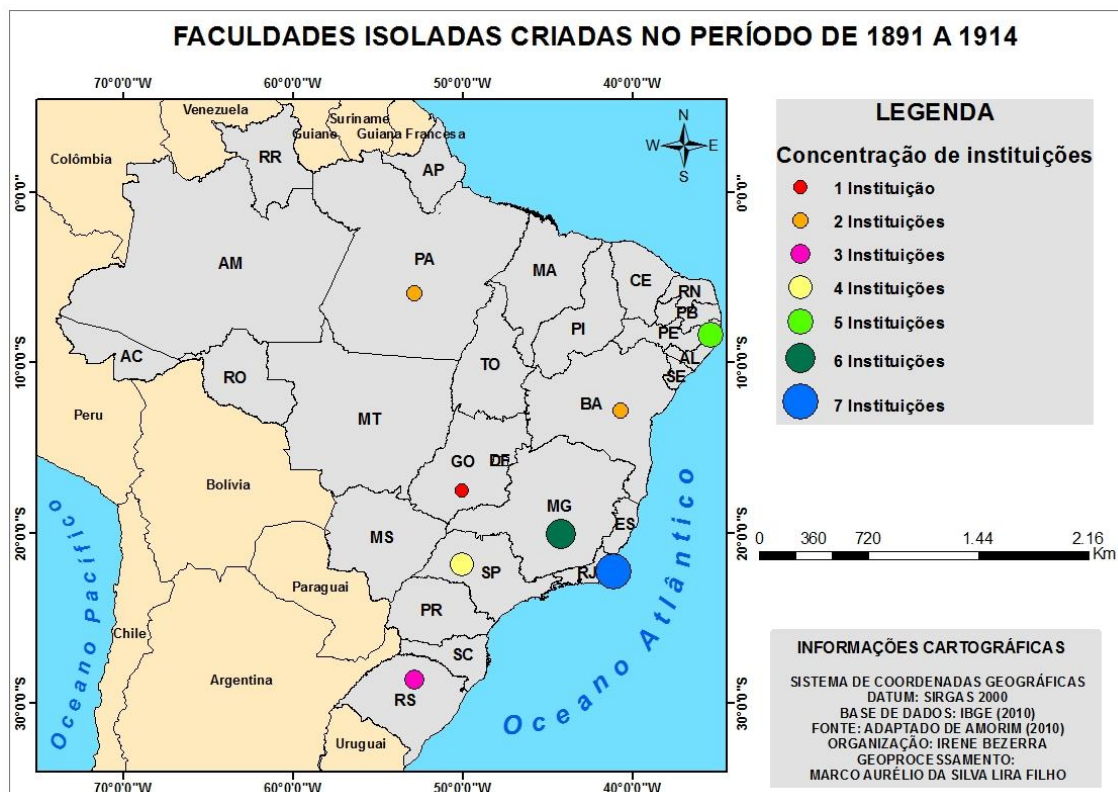 FACULDADES ISOLADAS CRIADAS NO PERÍODO DE 1891 A 1914
70°0'0"W 60°0'0"W 50°0'0"W 40°0'0"W
Venezuela
Suriname
Guiana
Guiana Francesa
Colômbia
RR
AP
N
W E
S
0°0'0"
0°0'0"
AM
PA
MA
CE
RN
PB
PI
PE
AL
SE
10°0'0"S
10°0'0"S
AC
RO
TO
BA
Peru
MT
GO
DF
Bolívia
MG
ES
20°0'0"S
20°0'0"S
MS
SP
RJ
Paraguai
PR
Chile
SC
Argentina
RS
30°0'0"S
30°0'0"S
Uruguai
Oceano Pacífico
Oceano Atlântico
70°0'0"W 60°0'0"W 50°0'0"W 40°0'0"W
LEGENDA
Concentração de instituições
1 Instituição
2 Instituições
3 Instituições
4 Instituições
5 Instituições
6 Instituições
7 Instituições
0 360 720 1.44 2.16
Km
INFORMAÇÕES CARTOGRÁFICAS
SISTEMA DE COORDENADAS GEOGRÁFICAS
DATUM: SIRGAS 2000
BASE DE DADOS: IBGE (2010)
FONTE: ADAPTADO DE AMORIM (2010)
ORGANIZAÇÃO: IRENE BEZERRA
GEOPROCESSAMENTO:
MARCO AURÉLIO DA SILVA LIRA FILHO